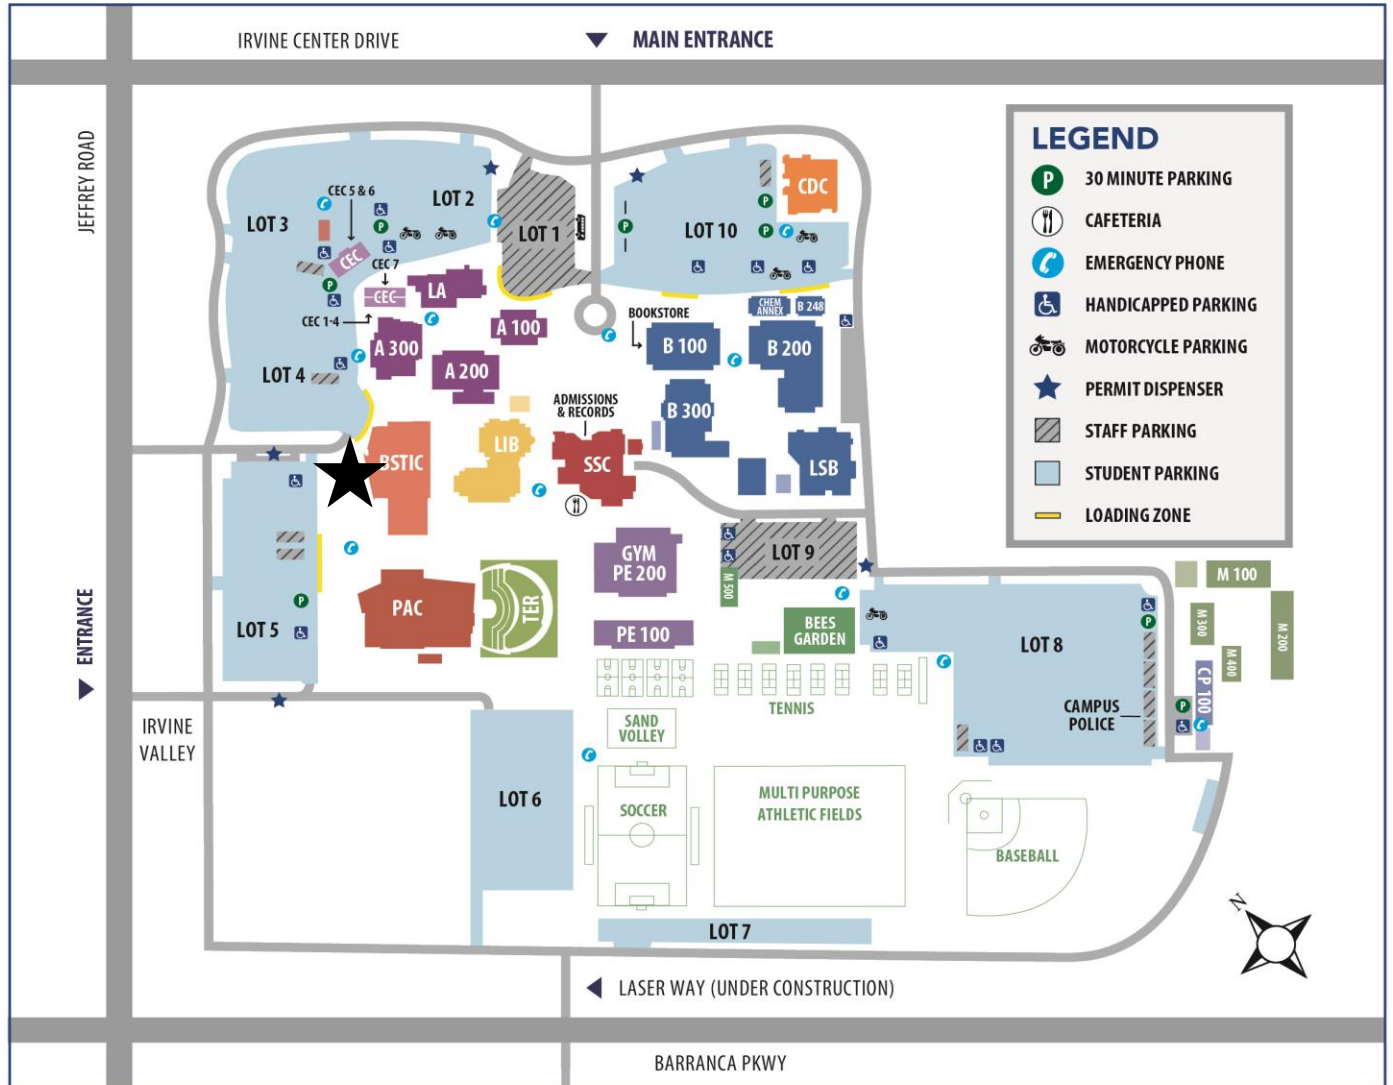 IRVINE CENTER DRIVE
MAIN ENTRANCE
JEFFREY ROAD
ENTRANCE
IRVINE
VALLEY
LOT 3
CEC 5 & 6
LOT 2
CEC
CEC 7
CEC
CEC 1-4
LOT 4
LA
A 300
A 200
A 100
LOT 1
LOT 10
CDC
P
P
P
P
P
BOOKSTORE
B 100
CHEM
ANNEX
B 248
B 200
B 300
LSB
ADMISSIONS
& RECORDS
SSC
LIB
STIC
LOT 5
P
PAC
TER
GYM
PE 200
PE 100
LOT 9
M 500
BEES
GARDEN
LOT 8
P
CAMPUS
POLICE
P
CP 100
M 100
M 200
M 300
M 400
TENNIS
SAND
VOLLEY
SOCCER
MULTI PURPOSE
ATHLETIC FIELDS
BASEBALL
LOT 6
LOT 7
LASER WAY (UNDER CONSTRUCTION)
BARRANCA PKWY
N
LEGEND
P
30 MINUTE PARKING
CAFETERIA
EMERGENCY PHONE
HANDICAPPED PARKING
MOTORCYCLE PARKING
PERMIT DISPENSER
STAFF PARKING
STUDENT PARKING
LOADING ZONE